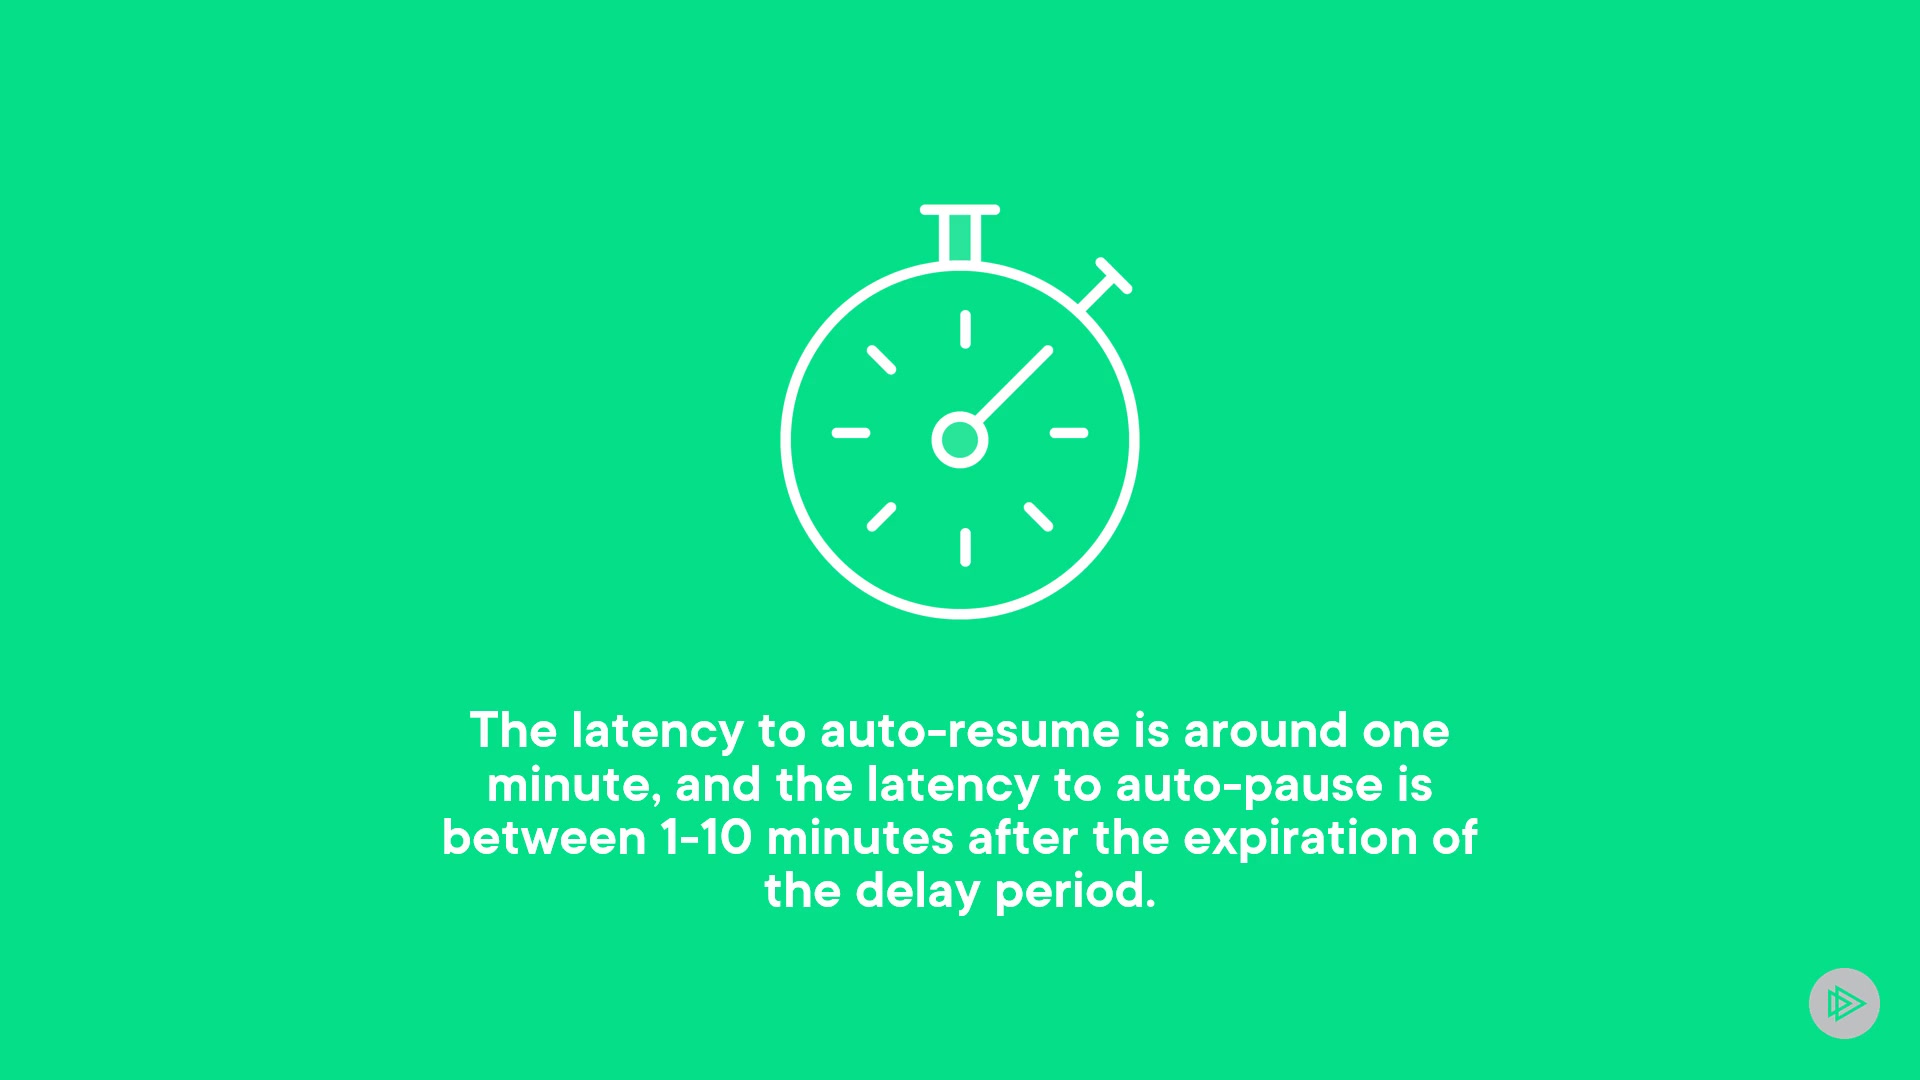 The latency to auto-resume is around one
minute, and the latency to auto-pause is
between 1-10 minutes after the expiration of
the delay period.